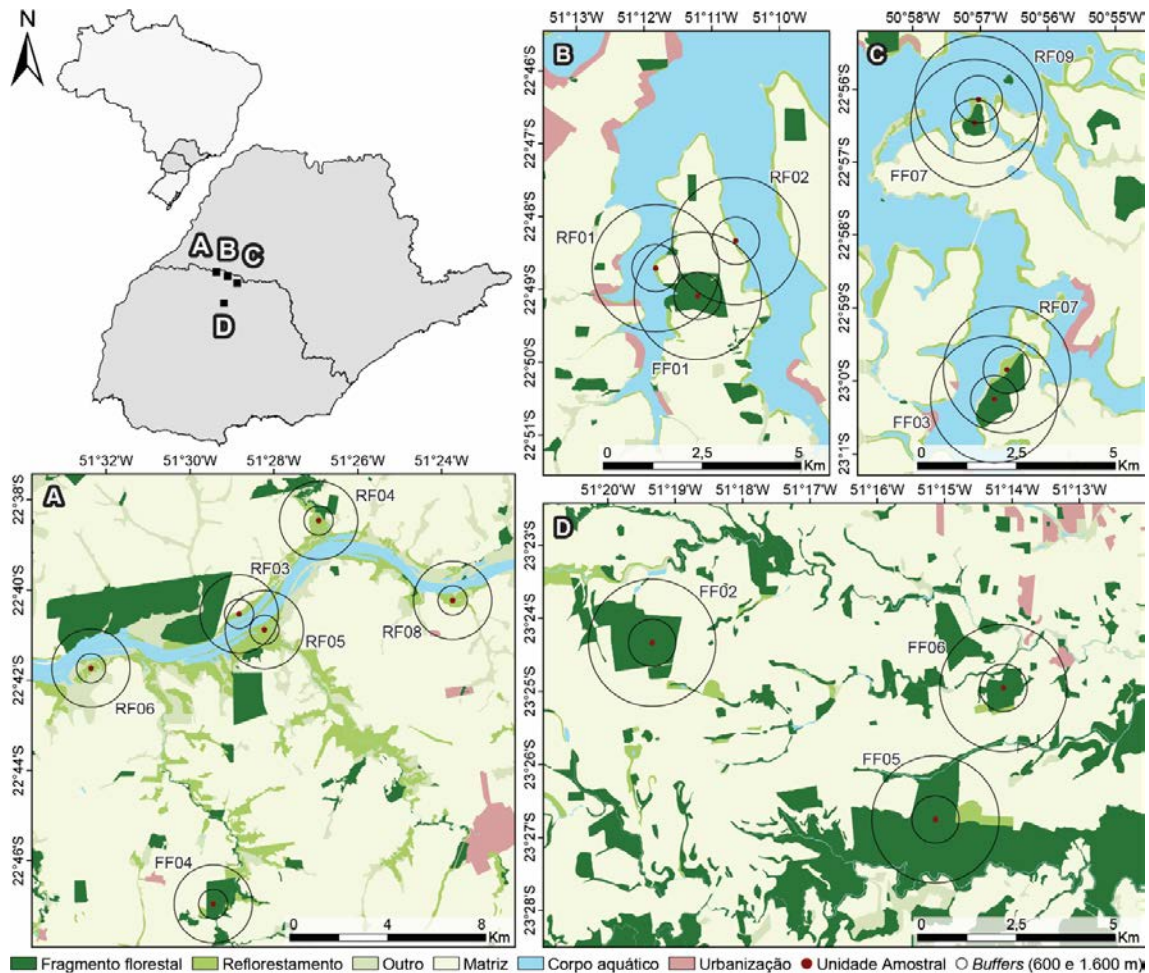 N
A
B
C
D
51°13'W 51°12'W 51°11'W 51°10'W
B
22°46'S
22°47'S
22°48'S
22°49'S
22°50'S
22°51'S
RF02
RF01
FF01
0 2,5 5
Km
50°58'W 50°57'W 50°56'W 50°55'W
C
22°56'S
22°57'S
22°58'S
22°59'S
23°0'S
23°1'S
RF09
FF07
RF07
FF03
0 2,5 5
Km
51°32'W 51°30'W 51°28'W 51°26'W 51°24'W
A
22°38'S
22°40'S
22°42'S
22°44'S
22°46'S
RF04
RF03
RF08
RF05
RF06
FF04
0 4 8
Km
51°20'W 51°19'W 51°18'W 51°17'W 51°16'W 51°15'W 51°14'W 51°13'W
D
23°23'S
23°24'S
23°25'S
23°26'S
23°27'S
23°28'S
FF02
FF06
FF05
0 2,5 5
Km
Fragmento florestal Reflorestamento Outro Matriz Corpo aquático Urbanização Unidade Amostral Buffers (600 e 1.600 m)